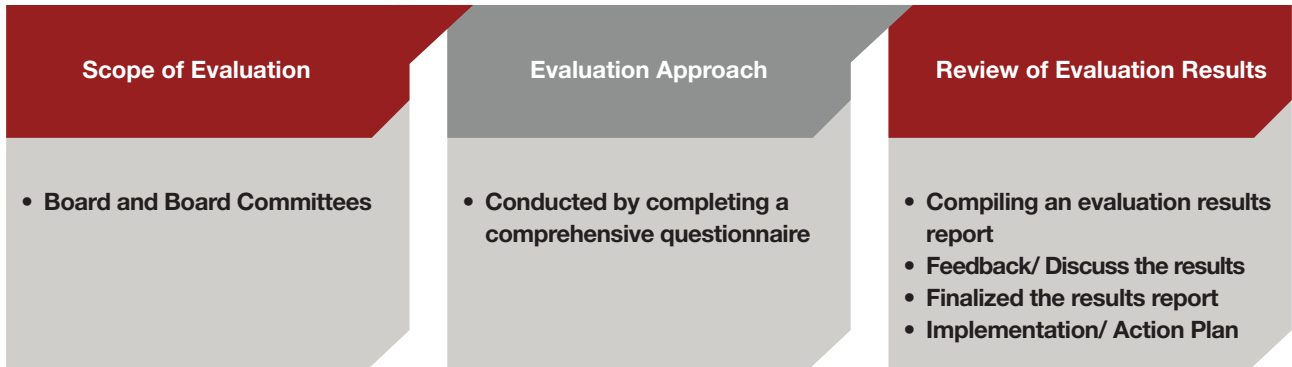 Scope of Evaluation
• Board and Board Committees
Evaluation Approach
• Conducted by completing a
comprehensive questionnaire
Review of Evaluation Results
• Compiling an evaluation results
report
• Feedback/ Discuss the results
• Finalized the results report
• Implementation/ Action Plan